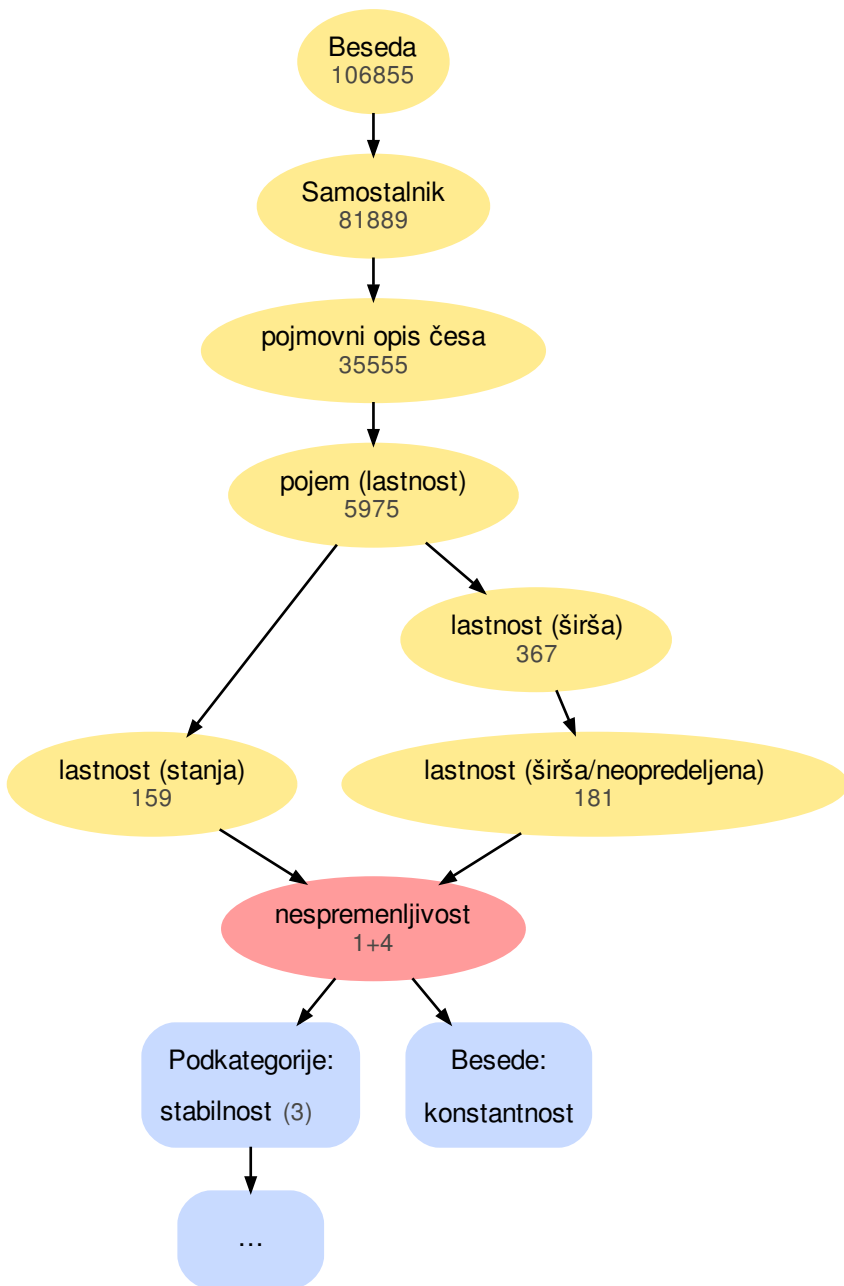 Beseda
106855
Samostalnik
81889
pojmovni opis česa
35555
pojem (lastnost)
5975
lastnost (širša)
367
lastnost (stanja)
159
lastnost (širša/neopredeljena)
181
nespremenljivost
1+4
Podkategorije:
stabilnost (3)
Besede:
konstantnost
...